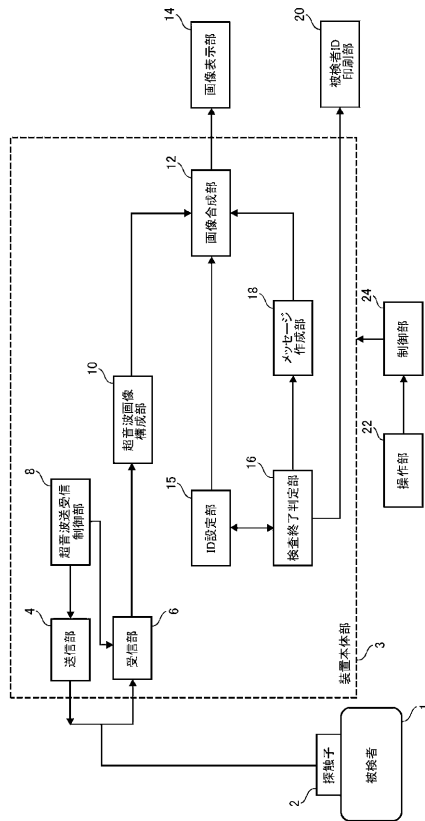 14
画像表示部
20
被検者ID
印刷部
12
画像合成部
18
メッセージ
作成部
24
制御部
10
超音波画像
構成部
22
操作部
8
超音波送受信
制御部
15
ID設定部
16
検査終了判定部
4
送信部
6
受信部
装置本体部
3
2
探触子
被検者
1